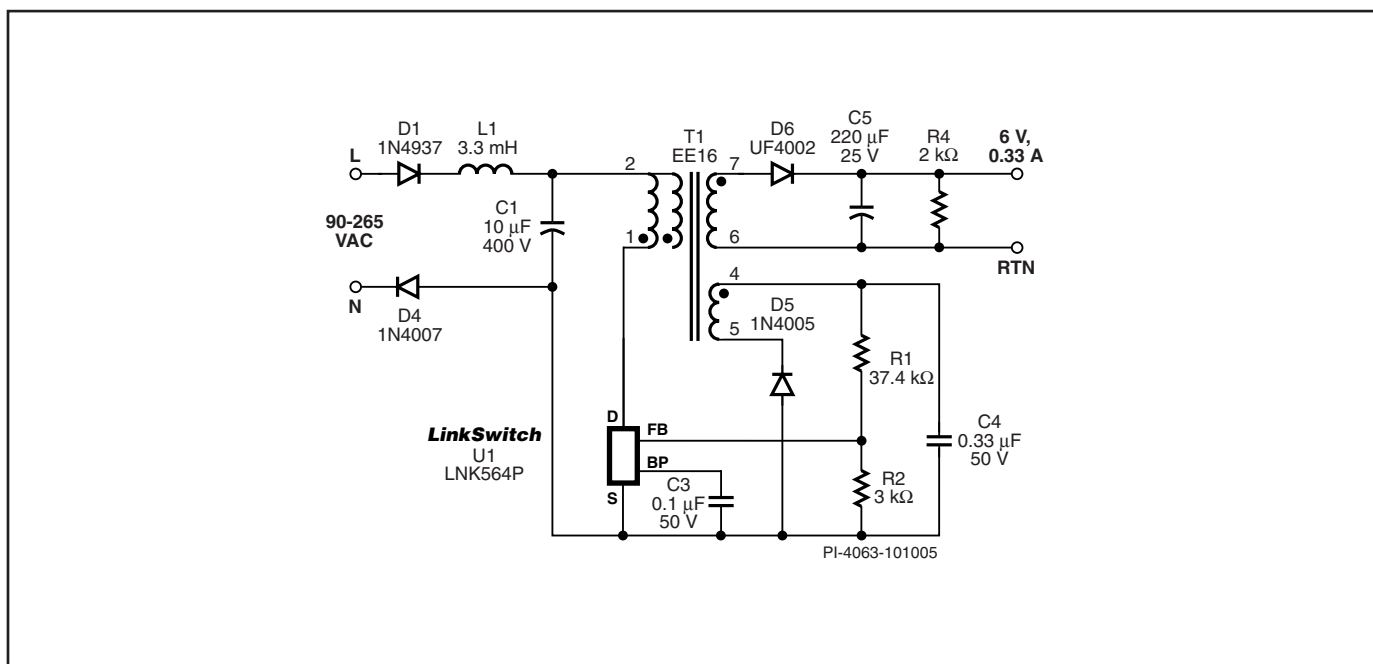 D1
1N4937
L1
3.3 mH
L
90-265
VAC
N
D4
1N4007
C1
10 μF
400 V
2
1
T1
EE16
7
6
D6
UF4002
C5
220 μF
25 V
R4
2 kΩ
6 V,
0.33 A
RTN
4
5
D5
1N4005
R1
37.4 kΩ
C4
0.33 μF
50 V
R2
3 kΩ
LinkSwitch
U1
LNK564P
D
FB
BP
S
C3
0.1 μF
50 V
PI-4063-101005